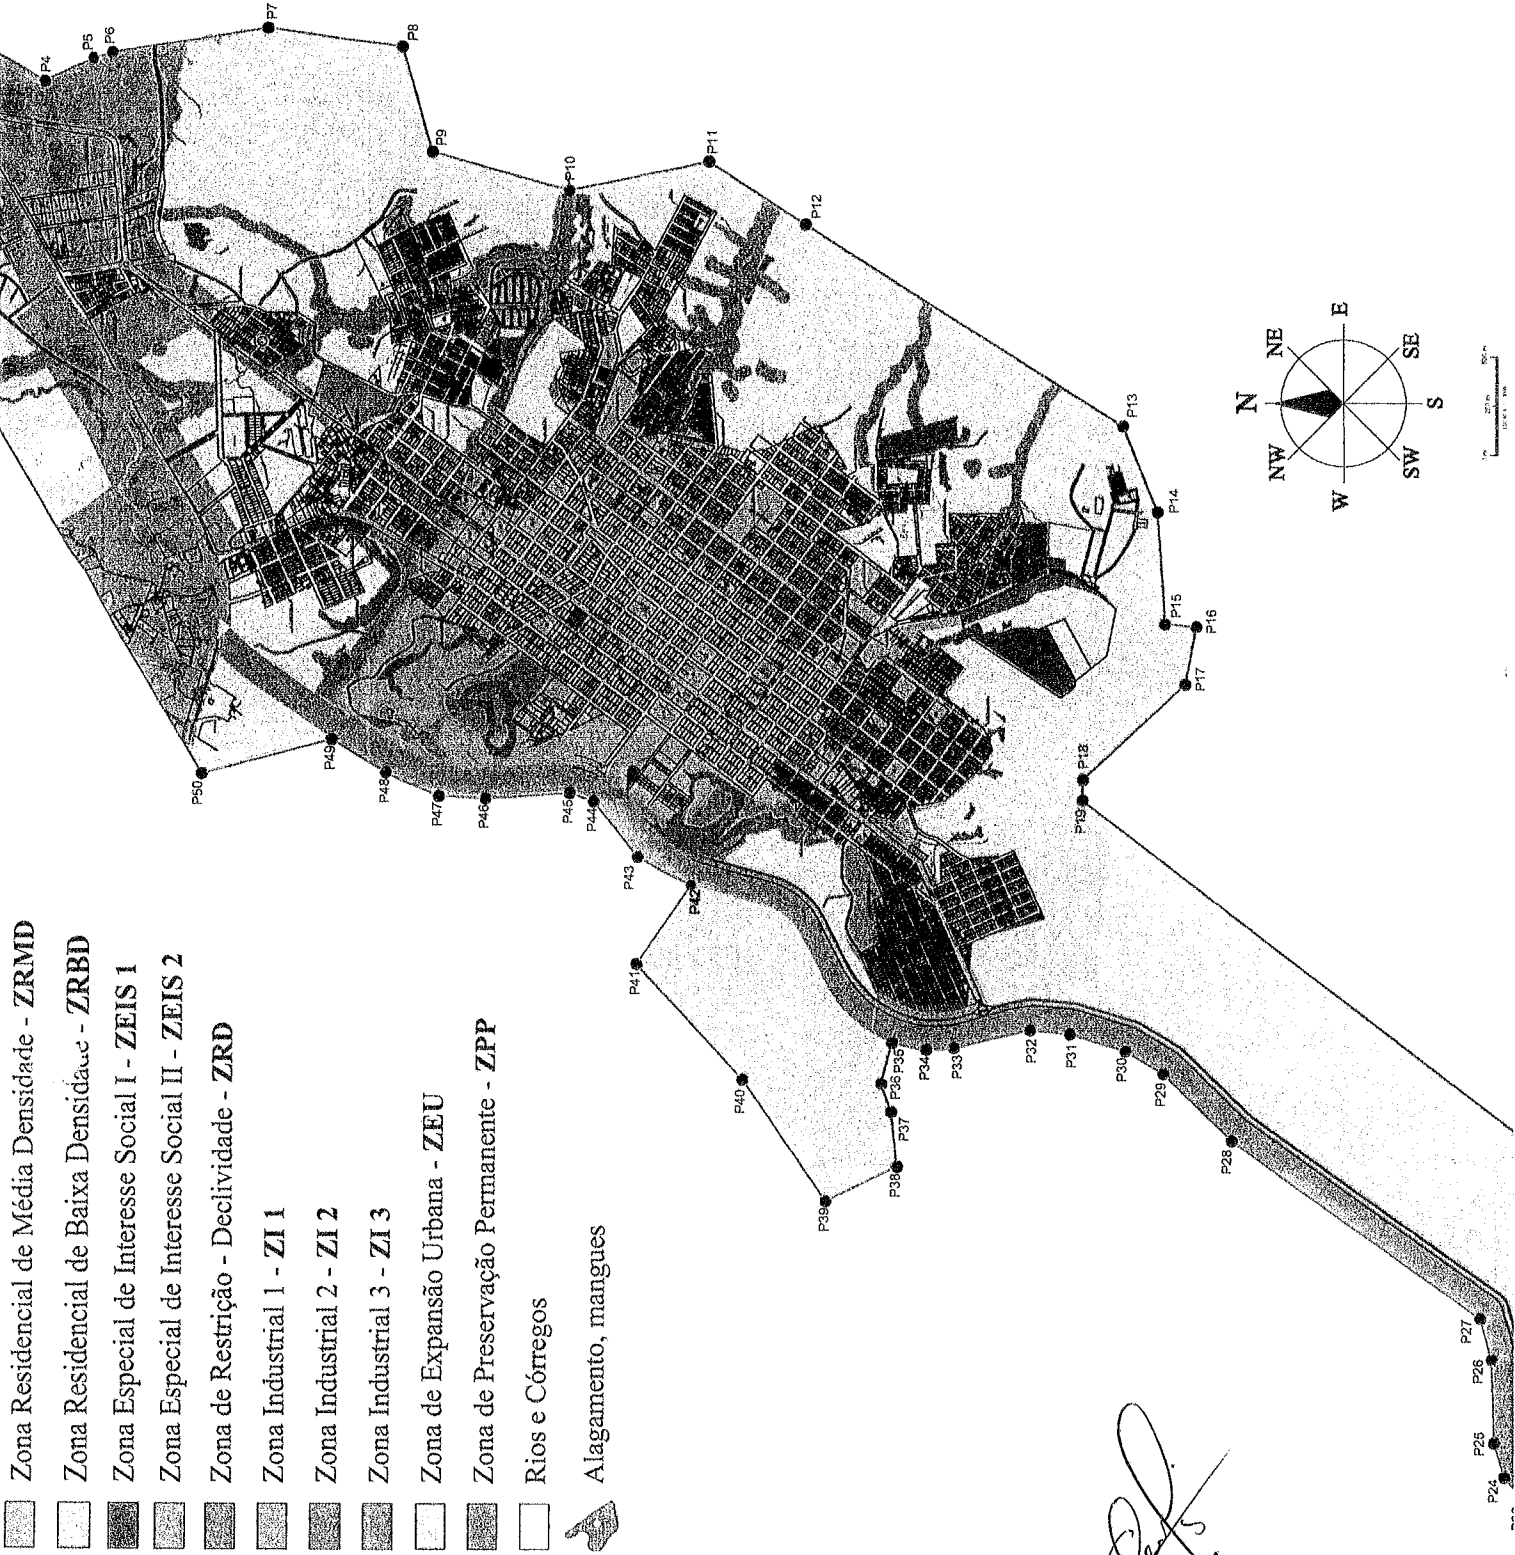 Zona Residencial de Média Densidade - ZRMD
Zona Residencial de Baixa Densidade - ZRBD
Zona Especial de Interesse Social I - ZEIS 1
Zona Especial de Interesse Social II - ZEIS 2
Zona de Restrição - Declividade - ZRD
Zona Industrial 1 - ZI 1
Zona Industrial 2 - ZI 2
Zona Industrial 3 - ZI 3
Zona de Expansão Urbana - ZEU
Zona de Preservação Permanente - ZPP
Rios e Córregos
Alagamento, mangues
P4
P5
P6
P7
P8
P9
P10
P11
P12
P13
P14
P15
P16
P17
P18
P19
P24
P25
P26
P27
P28
P29
P30
P31
P32
P33
P34
P35
P36
P37
P38
P39
P40
P41
P42
P43
P44
P45
P46
P47
P48
P49
P50
N
NE
E
SE
S
SW
W
NW